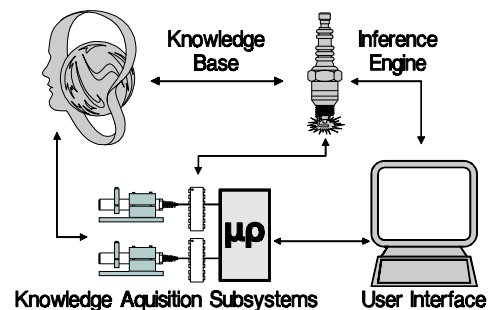 Knowledge
Base
Inference
Engine
μρ
Knowledge Aquisition Subsystems
User Interface